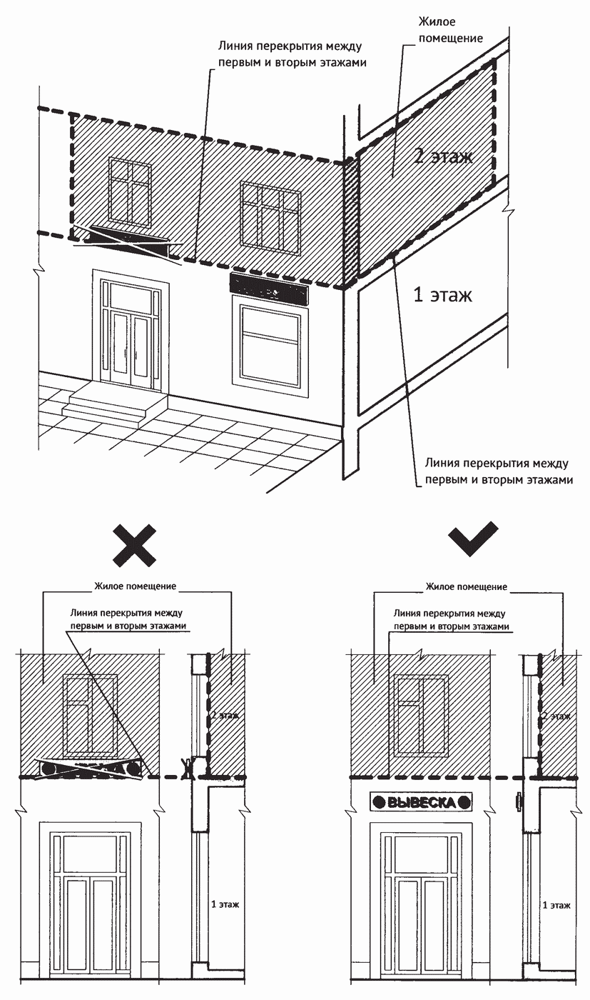 Жилое
помещение
Линия перекрытия между
первым и вторым этажами
2 этаж
1 этаж
Линия перекрытия между
первым и вторым этажами
Жилое помещение
Линия перекрытия между
первым и вторым этажами
2 этаж
1 этаж
Жилое помещение
Линия перекрытия между
первым и вторым этажами
2 этаж
ВЫВЕСКА
1 этаж